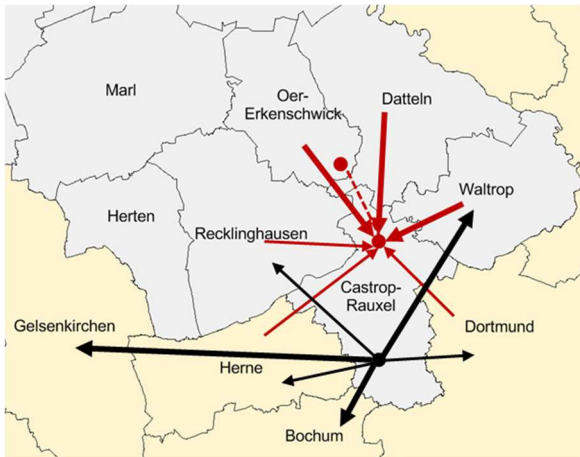 Marl
Oer-
Erkenschwick
Datteln
Waltrop
Herten
Recklinghausen
Castrop-
Rauxel
Gelsenkirchen
Dortmund
Herne
Bochum